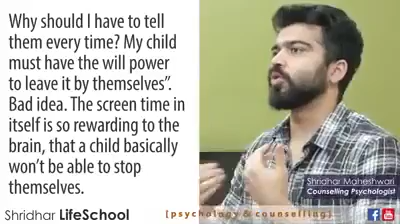 Why should I have to tell
them every time? My child
must have the will power
to leave it by themselves”.
Bad idea. The screen time in
itself is so rewarding to the
brain, that a child basically
won’t be able to stop
themselves.
Shridhar Maheshwari
Counselling Psychologist
Shridhar LifeSchool
[psychology & counselling]